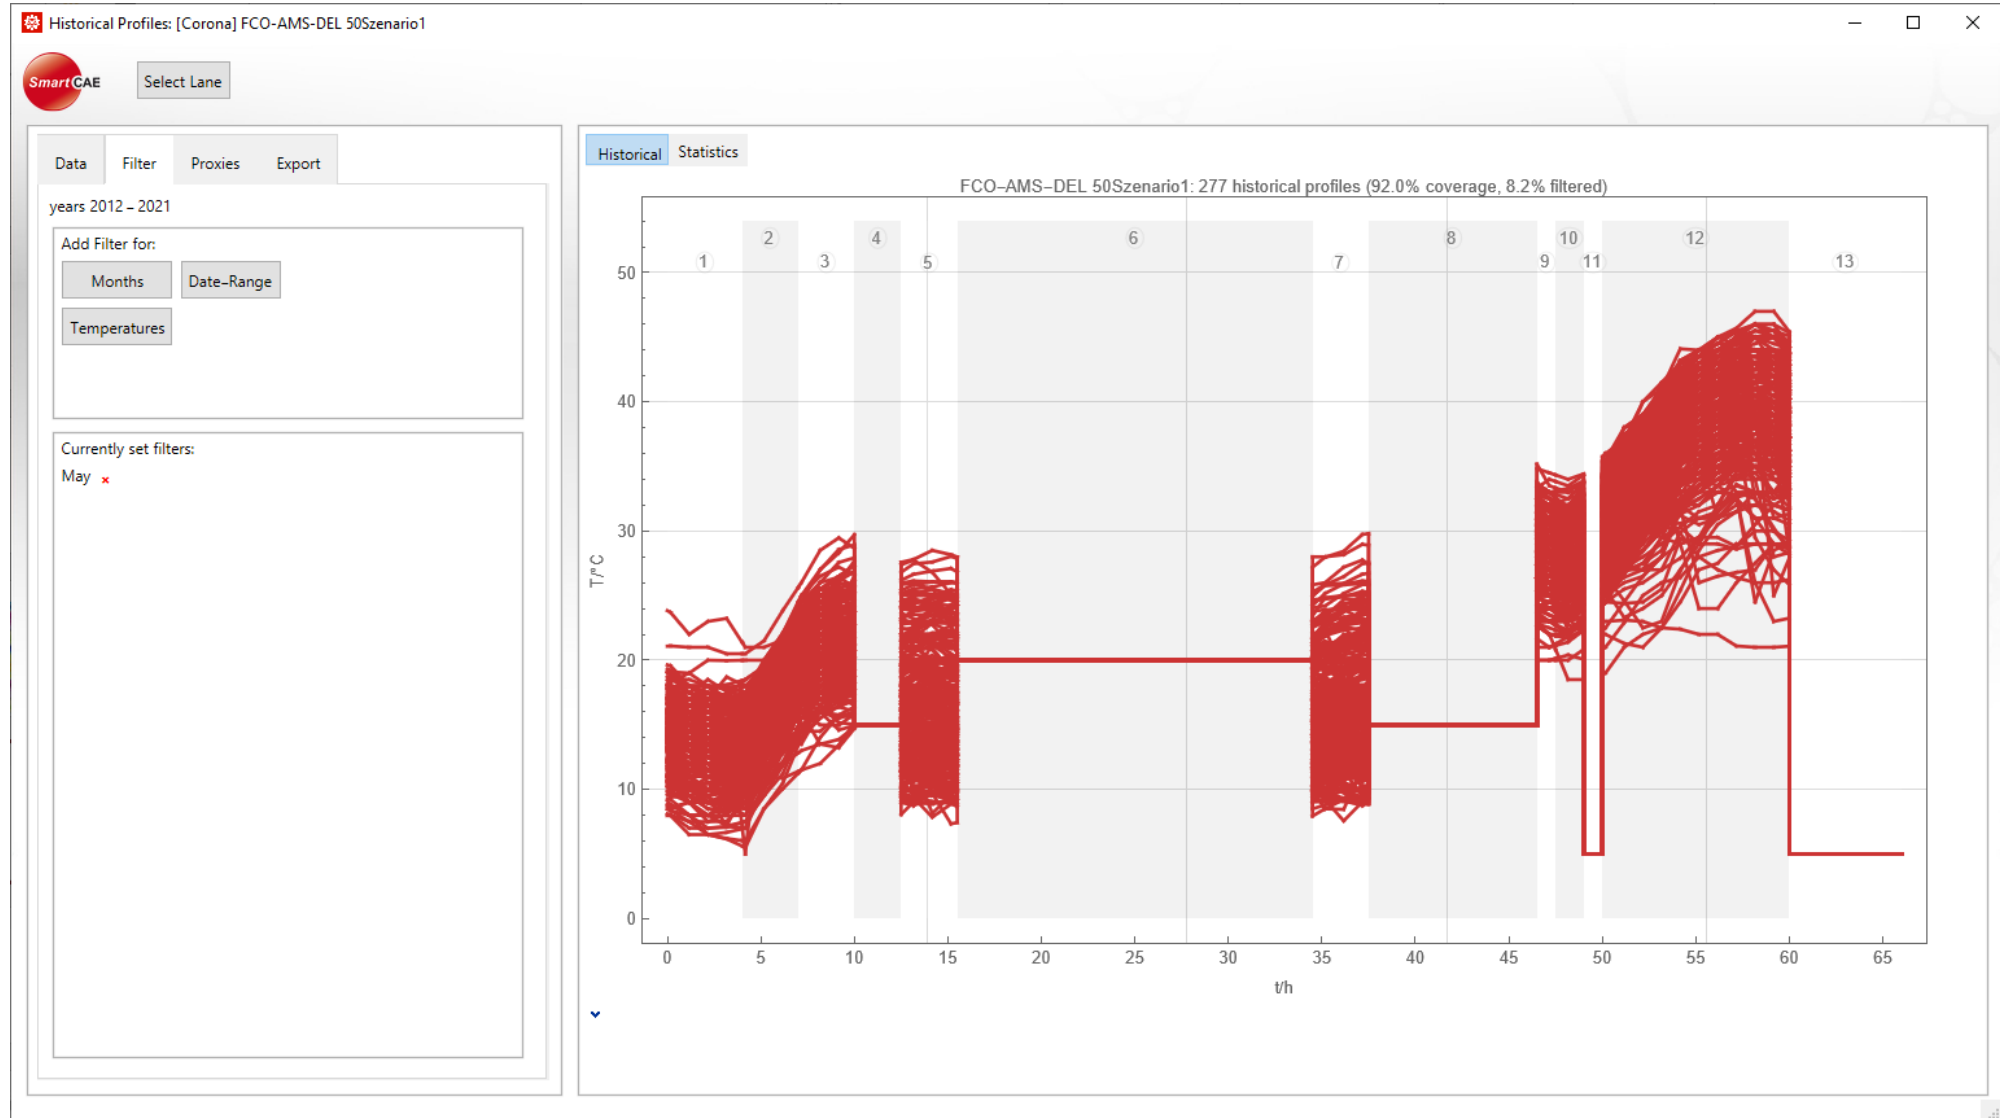 Historical Profiles: [Corona] FCO-AMS-DEL 50Szenario1
SmartCAE
Select Lane
Data Filter Proxies Export
years 2012 – 2021
Add Filter for:
Months Date–Range
Temperatures
Currently set filters:
May ×
Historical Statistics
FCO–AMS–DEL 50Szenario1: 277 historical profiles (92.0% coverage, 8.2% filtered)
2 4 6 8 10 12
1 3 5 7 9 11 13
50
40
30
20
10
0
T/°C
0 5 10 15 20 25 30 35 40 45 50 55 60 65
t/h